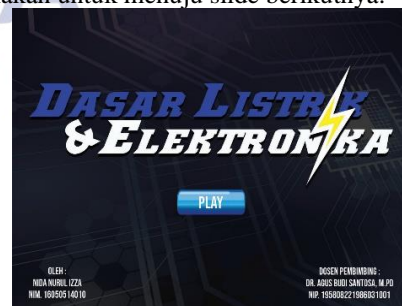 akan untuk menuju slide berikutnya.
DASAR LISTRIK
& ELEKTRONIKA
PLAY
OLEH :
NIDA NURUL IZZA
NIM. 16050514010
DOSEN PEMBIMBING :
DR. AGUS BUDI SANTOSA, M.PD
NIP. 195808221986031001